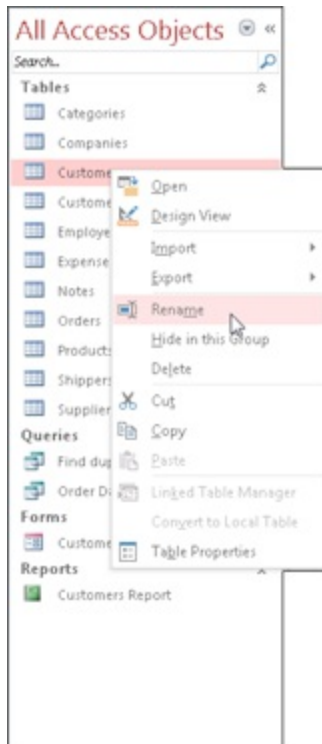 All Access Objects
Search...
Tables
Categories
Companies
Custome
Open
Custome
Design View
Employe
Import
Expense
Export
Notes
Rename
Orders
Hide in this Group
Products
Delete
Shippers
Cut
Supplier
Copy
Queries
Paste
Find dup
Linked Table Manager
Order D
Convert to Local Table
Forms
Custome
Table Properties
Reports
Customers Report